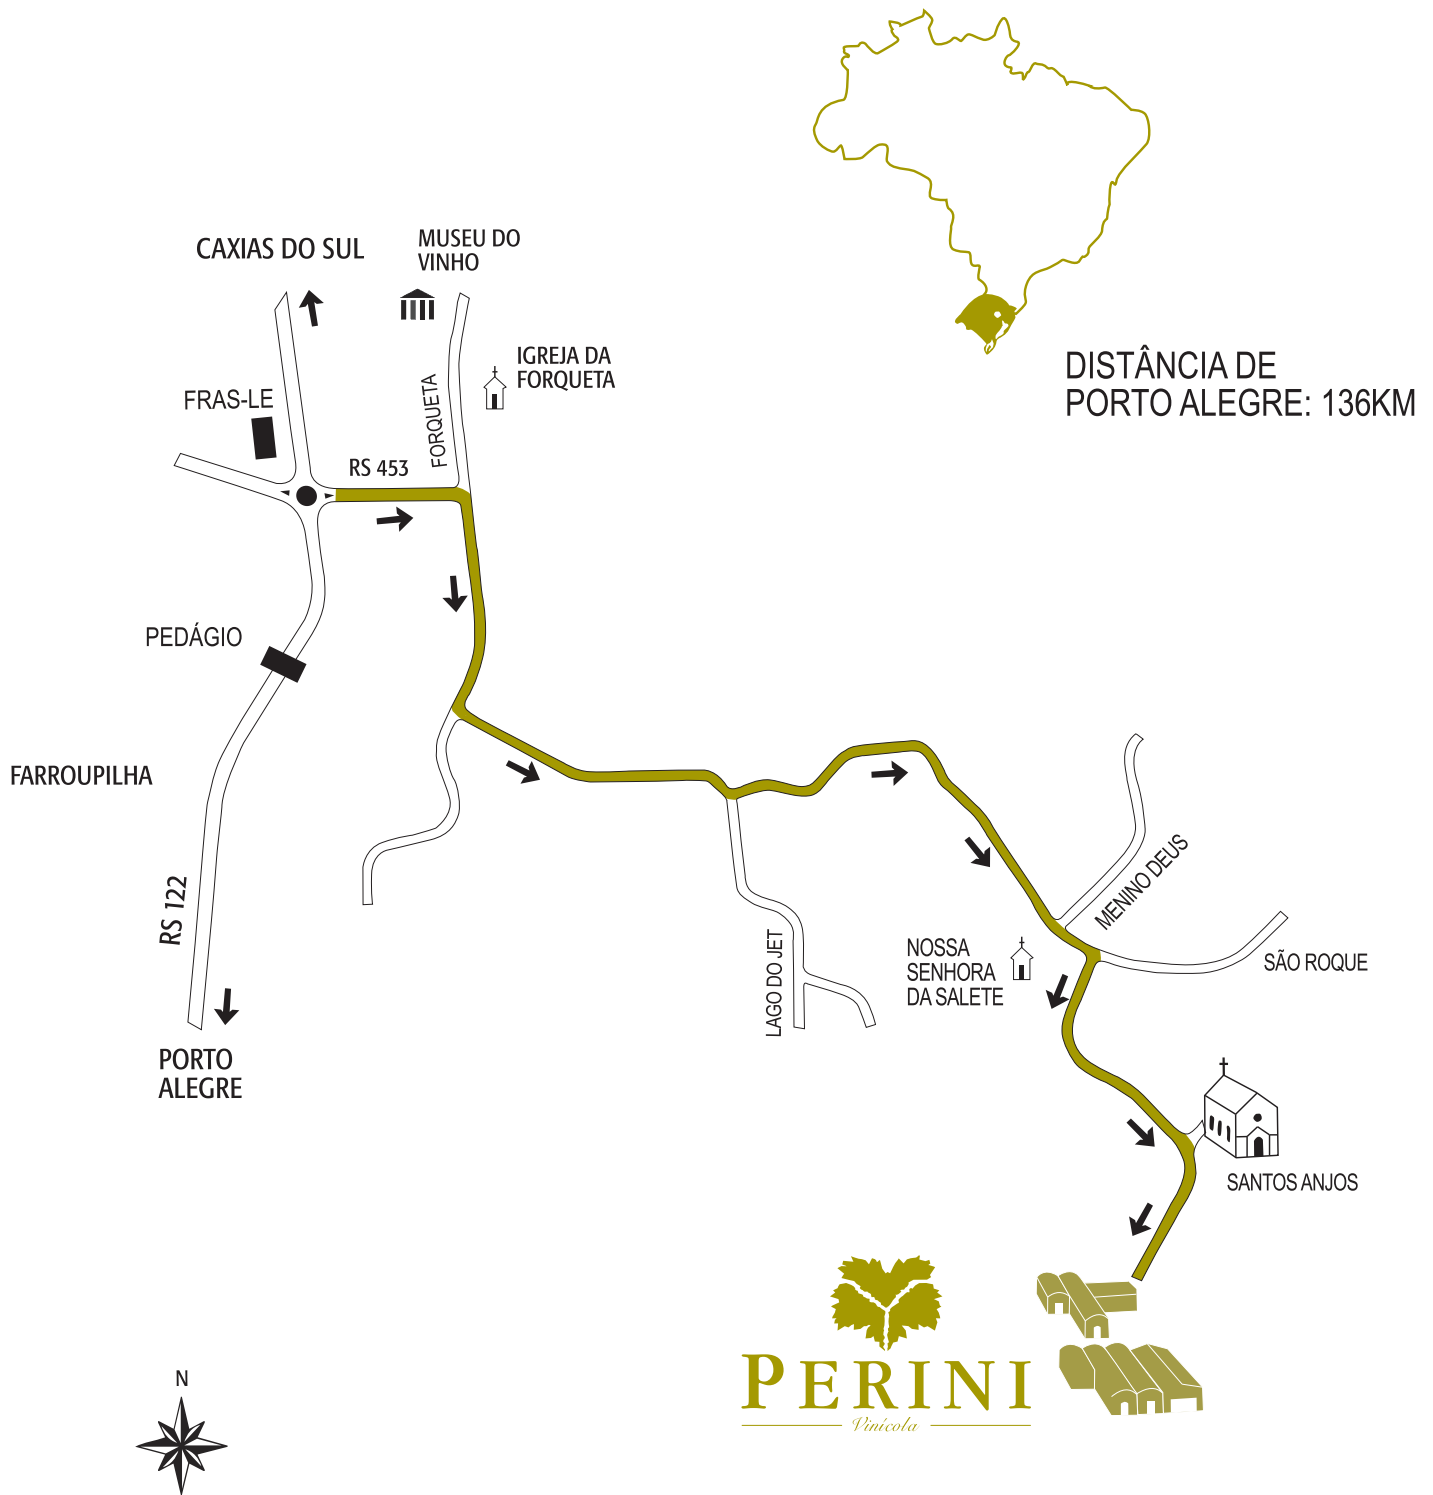 CAXIAS DO SUL
MUSEU DO
VINHO
IGREJA DA
FORQUETA
DISTÂNCIA DE
PORTO ALEGRE: 136KM
FRAS-LE
FORQUETA
RS 453
PEDÁGIO
FARROUPILHA
RS 122
PORTO
ALEGRE
LAGO DO JET
NOSSA
SENHORA
DA SALETE
MENINO DEUS
SÃO ROQUE
SANTOS ANJOS
PERINI
Vinícola
N